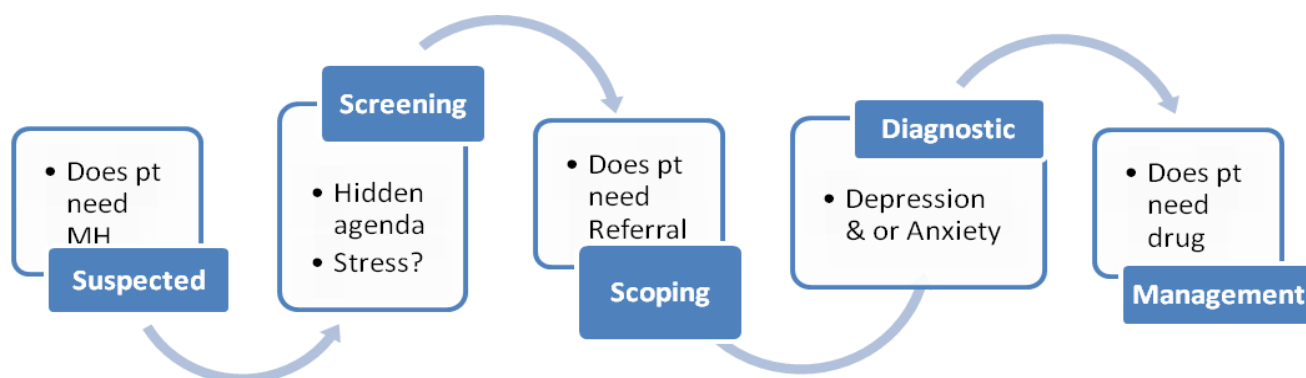 • Does pt
need
MH
Suspected
Screening
• Hidden
agenda
• Stress?
• Does pt
need
Referral
Scoping
Diagnostic
• Depression
& or Anxiety
• Does pt
need
drug
Management